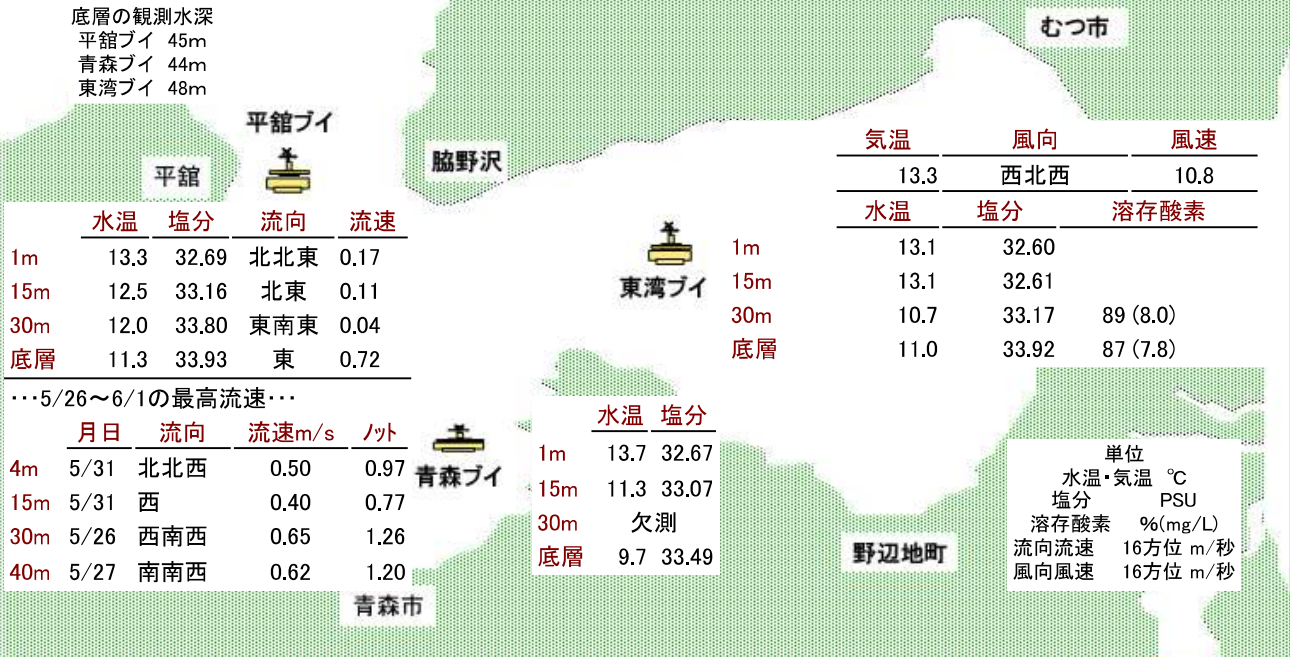 底層の観測水深
平舘ブイ 45m
青森ブイ 44m
東湾ブイ 48m
むつ市
平舘ブイ
脇野沢
平舘
気温 風向 風速
13.3 西北西 10.8
水温 塩分 溶存酸素
1m 13.1 32.60
15m 13.1 32.61
30m 10.7 33.17 89 (8.0)
底層 11.0 33.92 87 (7.8)
東湾ブイ
水温 塩分 流向 流速
1m 13.3 32.69 北北東 0.17
15m 12.5 33.16 北東 0.11
30m 12.0 33.80 東南東 0.04
底層 11.3 33.93 東 0.72
･･･5/26～6/1の最高流速･･･
月日 流向 流速m/s ﾉｯﾄ
4m 5/31 北北西 0.50 0.97
15m 5/31 西 0.40 0.77
30m 5/26 西南西 0.65 1.26
40m 5/27 南南西 0.62 1.20
青森ブイ
水温 塩分
1m 13.7 32.67
15m 11.3 33.07
30m 欠測
底層 9.7 33.49
野辺地町
青森市
単位
水温・気温 ℃
塩分 PSU
溶存酸素 %(mg/L)
流向流速 16方位 m/秒
風向風速 16方位 m/秒